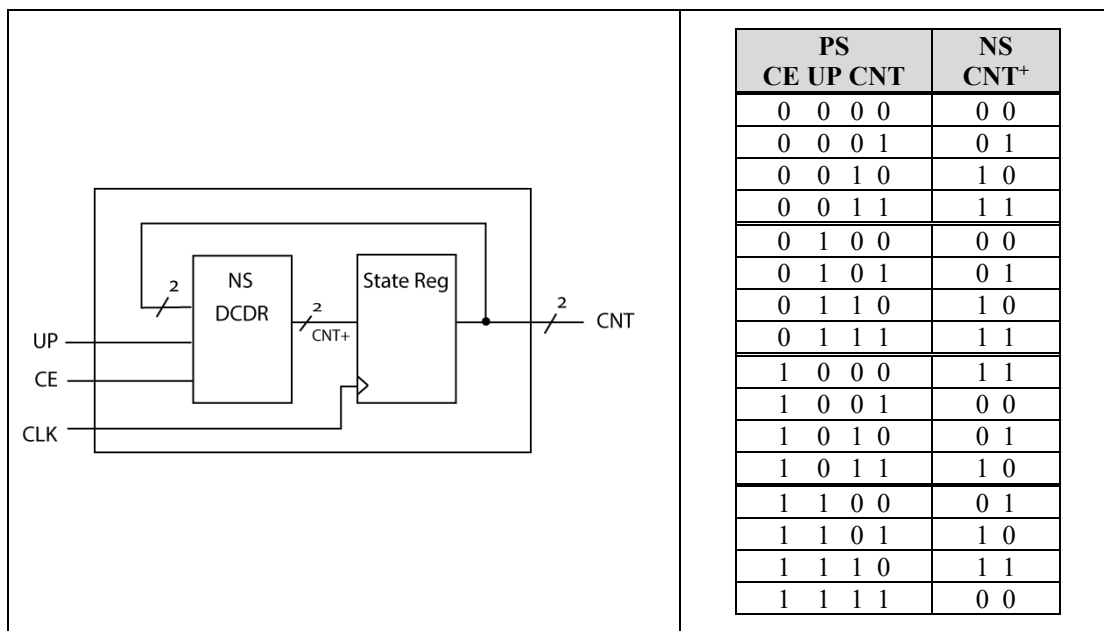 2
NS
DCDR
2
CNT+
State Reg
2
CNT
UP
CE
CLK
PS NS
CE UP CNT CNT+
0 0 0 0 0 0
0 0 0 1 0 1
0 0 1 0 1 0
0 0 1 1 1 1
0 1 0 0 0 0
0 1 0 1 0 1
0 1 1 0 1 0
0 1 1 1 1 1
1 0 0 0 1 1
1 0 0 1 0 0
1 0 1 0 0 1
1 0 1 1 1 0
1 1 0 0 0 1
1 1 0 1 1 0
1 1 1 0 1 1
1 1 1 1 0 0